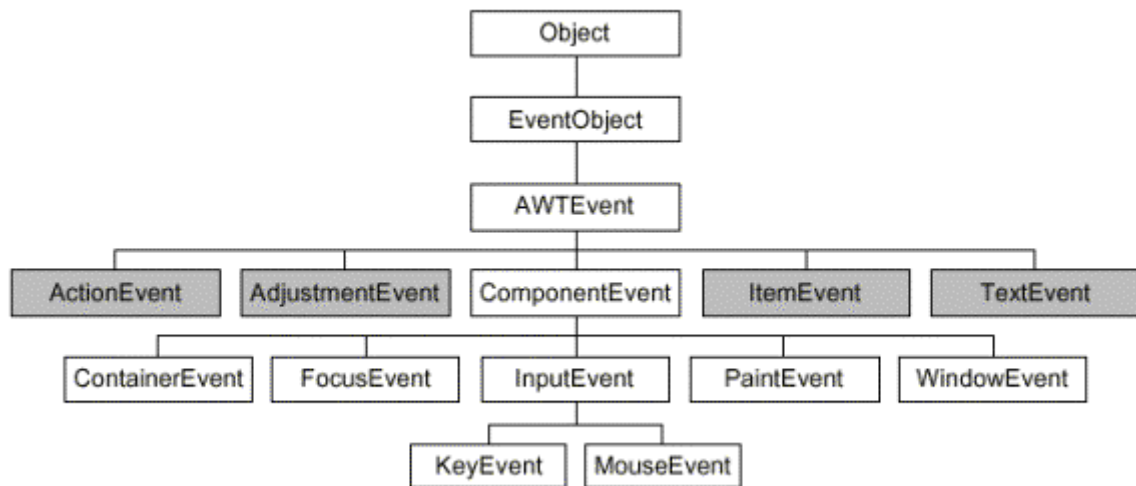 Object
EventObject
AWTEvent
ActionEvent
AdjustmentEvent
ComponentEvent
ItemEvent
TextEvent
ContainerEvent
FocusEvent
InputEvent
PaintEvent
WindowEvent
KeyEvent
MouseEvent